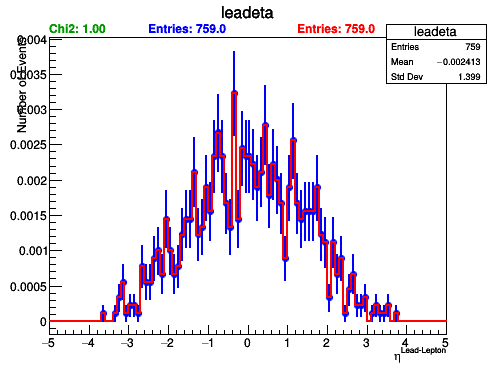 leadeta
Chi2: 1.00 Entries: 759.0 Entries: 759.0
leadeta
Entries 759
Mean −0.002413
Std Dev 1.399
Number of Events
0.004
0.0035
0.003
0.0025
0.002
0.0015
0.001
0.0005
0
−5 −4 −3 −2 −1 0 1 2 3 4 5
η^Lead-Lepton